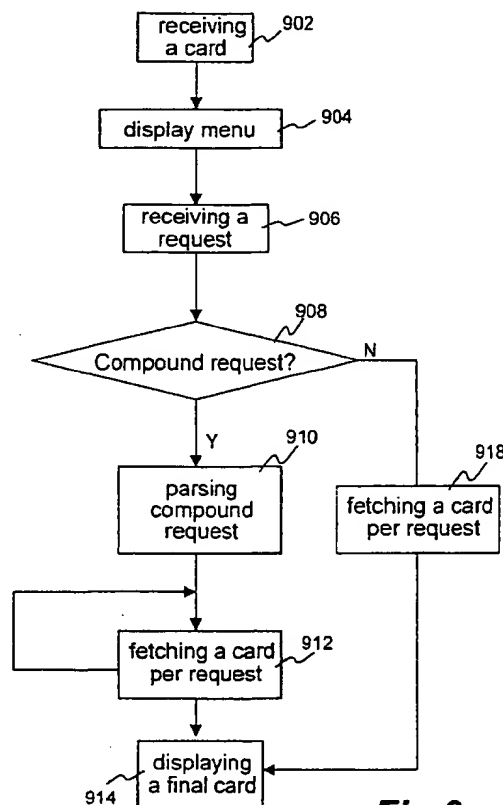 receiving
a card
902
display menu
904
receiving a
request
906
908
Compound request?
N
Y
910
918
parsing
compound
request
fetching a card
per request
fetching a card
per request
912
displaying
a final card
914